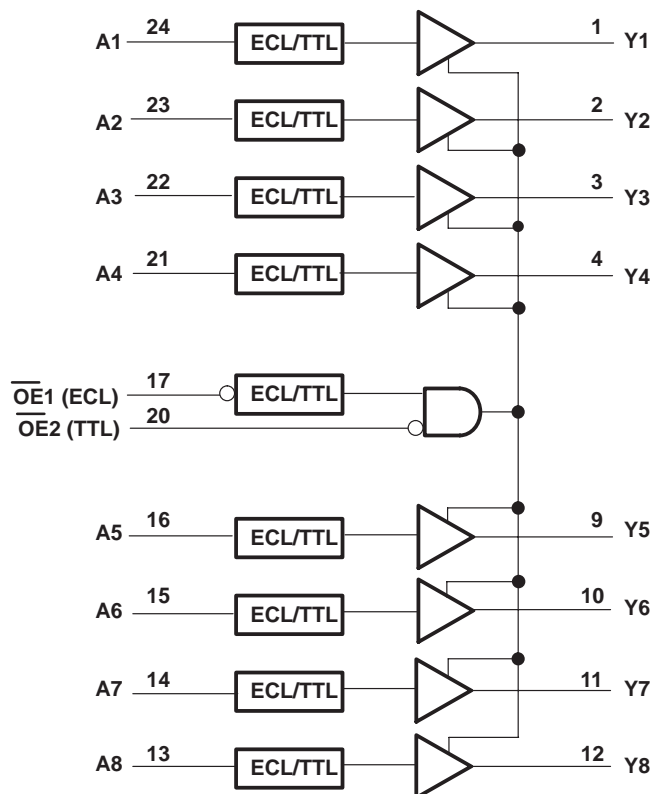 A1 24 ECL/TTL 1 Y1
A2 23 ECL/TTL 2 Y2
A3 22 ECL/TTL 3 Y3
A4 21 ECL/TTL 4 Y4
O̅E̅1 (ECL) 17 ECL/TTL
O̅E̅2 (TTL) 20
A5 16 ECL/TTL 9 Y5
A6 15 ECL/TTL 10 Y6
A7 14 ECL/TTL 11 Y7
A8 13 ECL/TTL 12 Y8